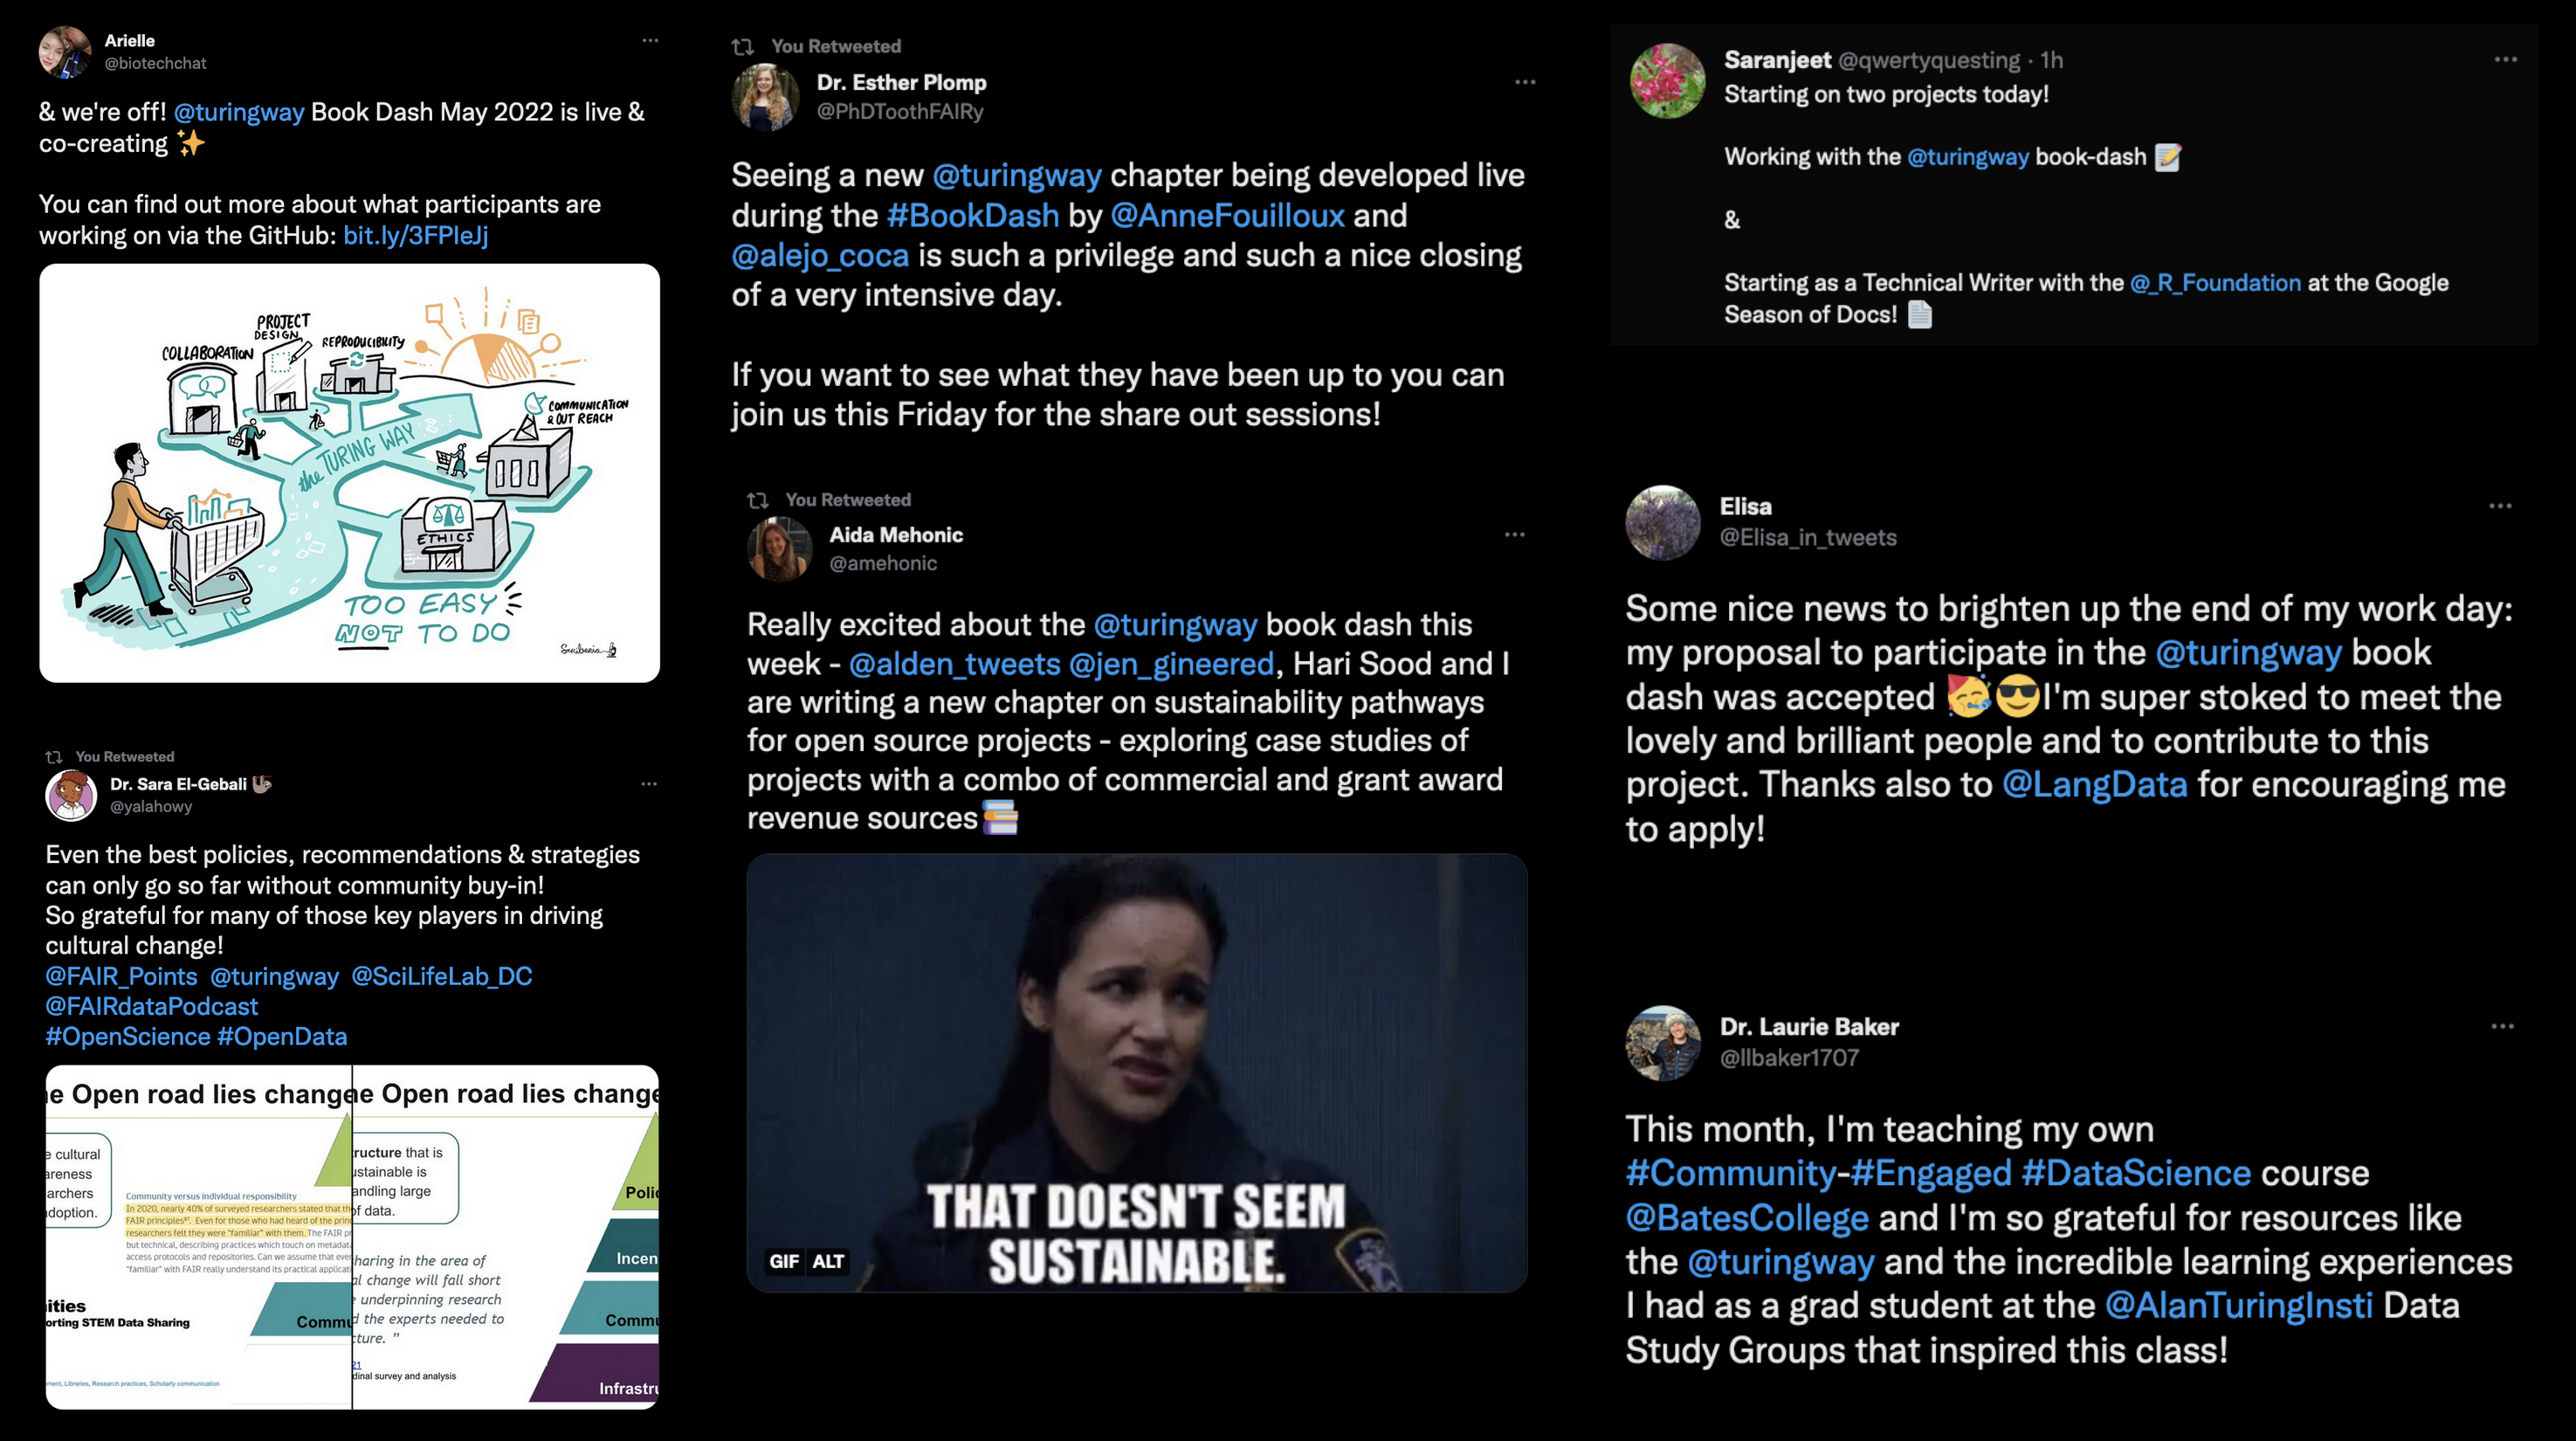 Arielle
@biotechchat
& we're off! @turingway Book Dash May 2022 is live &
co-creating ✨
You can find out more about what participants are
working on via the GitHub: bit.ly/3FPIeJj
PROJECT
DESIGN
COLLABORATION
REPRODUCIBILITY
COMMUNICATION
& OUT REACH
the TURING WAY
ETHICS
TOO EASY
NOT TO DO
Scriberia
You Retweeted
Dr. Sara El-Gebali
@yalahowy
Even the best policies, recommendations & strategies
can only go so far without community buy-in!
So grateful for many of those key players in driving
cultural change!
@FAIR_Points @turingway @SciLifeLab_DC
@FAIRdataPodcast
#OpenScience #OpenData
e Open road lies change
e cultural
areness
archers
doption.
Community versus individual responsibility
In 2020, nearly 40% of surveyed researchers stated that th
FAIR principles. Even for those who had heard of the prin
researchers felt they were "familiar" with them. The FAIR pr
but technical, describing practices which touch on metadat
access protocols and repositories. Can we assume that eve
"familiar" with FAIR really understand its practical applicat
ities
orting STEM Data Sharing
Commu
ment, Libraries, Research practices, Scholarly communication
ne Open road lies change
ructure that is
ustainable is
andling large
of data.
Polic
Incen
Commu
Infrastru
haring in the area of
al change will fall short
e underpinning research
d the experts needed to
cture. ”
21
dinal survey and analysis
You Retweeted
Dr. Esther Plomp
@PhDToothFAIRy
Seeing a new @turingway chapter being developed live
during the #BookDash by @AnneFouilloux and
@alejo_coca is such a privilege and such a nice closing
of a very intensive day.
If you want to see what they have been up to you can
join us this Friday for the share out sessions!
You Retweeted
Aida Mehonic
@amehonic
Really excited about the @turingway book dash this
week - @alden_tweets @jen_gineered, Hari Sood and I
are writing a new chapter on sustainability pathways
for open source projects - exploring case studies of
projects with a combo of commercial and grant award
revenue sources📚
THAT DOESN'T SEEM
SUSTAINABLE.
GIF ALT
Saranjeet @qwertyquesting · 1h
Starting on two projects today!
Working with the @turingway book-dash 📝
&
Starting as a Technical Writer with the @_R_Foundation at the Google
Season of Docs! 📄
Elisa
@Elisa_in_tweets
Some nice news to brighten up the end of my work day:
my proposal to participate in the @turingway book
dash was accepted 🥳😎I'm super stoked to meet the
lovely and brilliant people and to contribute to this
project. Thanks also to @LangData for encouraging me
to apply!
Dr. Laurie Baker
@llbaker1707
This month, I'm teaching my own
#Community-#Engaged #DataScience course
@BatesCollege and I'm so grateful for resources like
the @turingway and the incredible learning experiences
I had as a grad student at the @AlanTuringInsti Data
Study Groups that inspired this class!